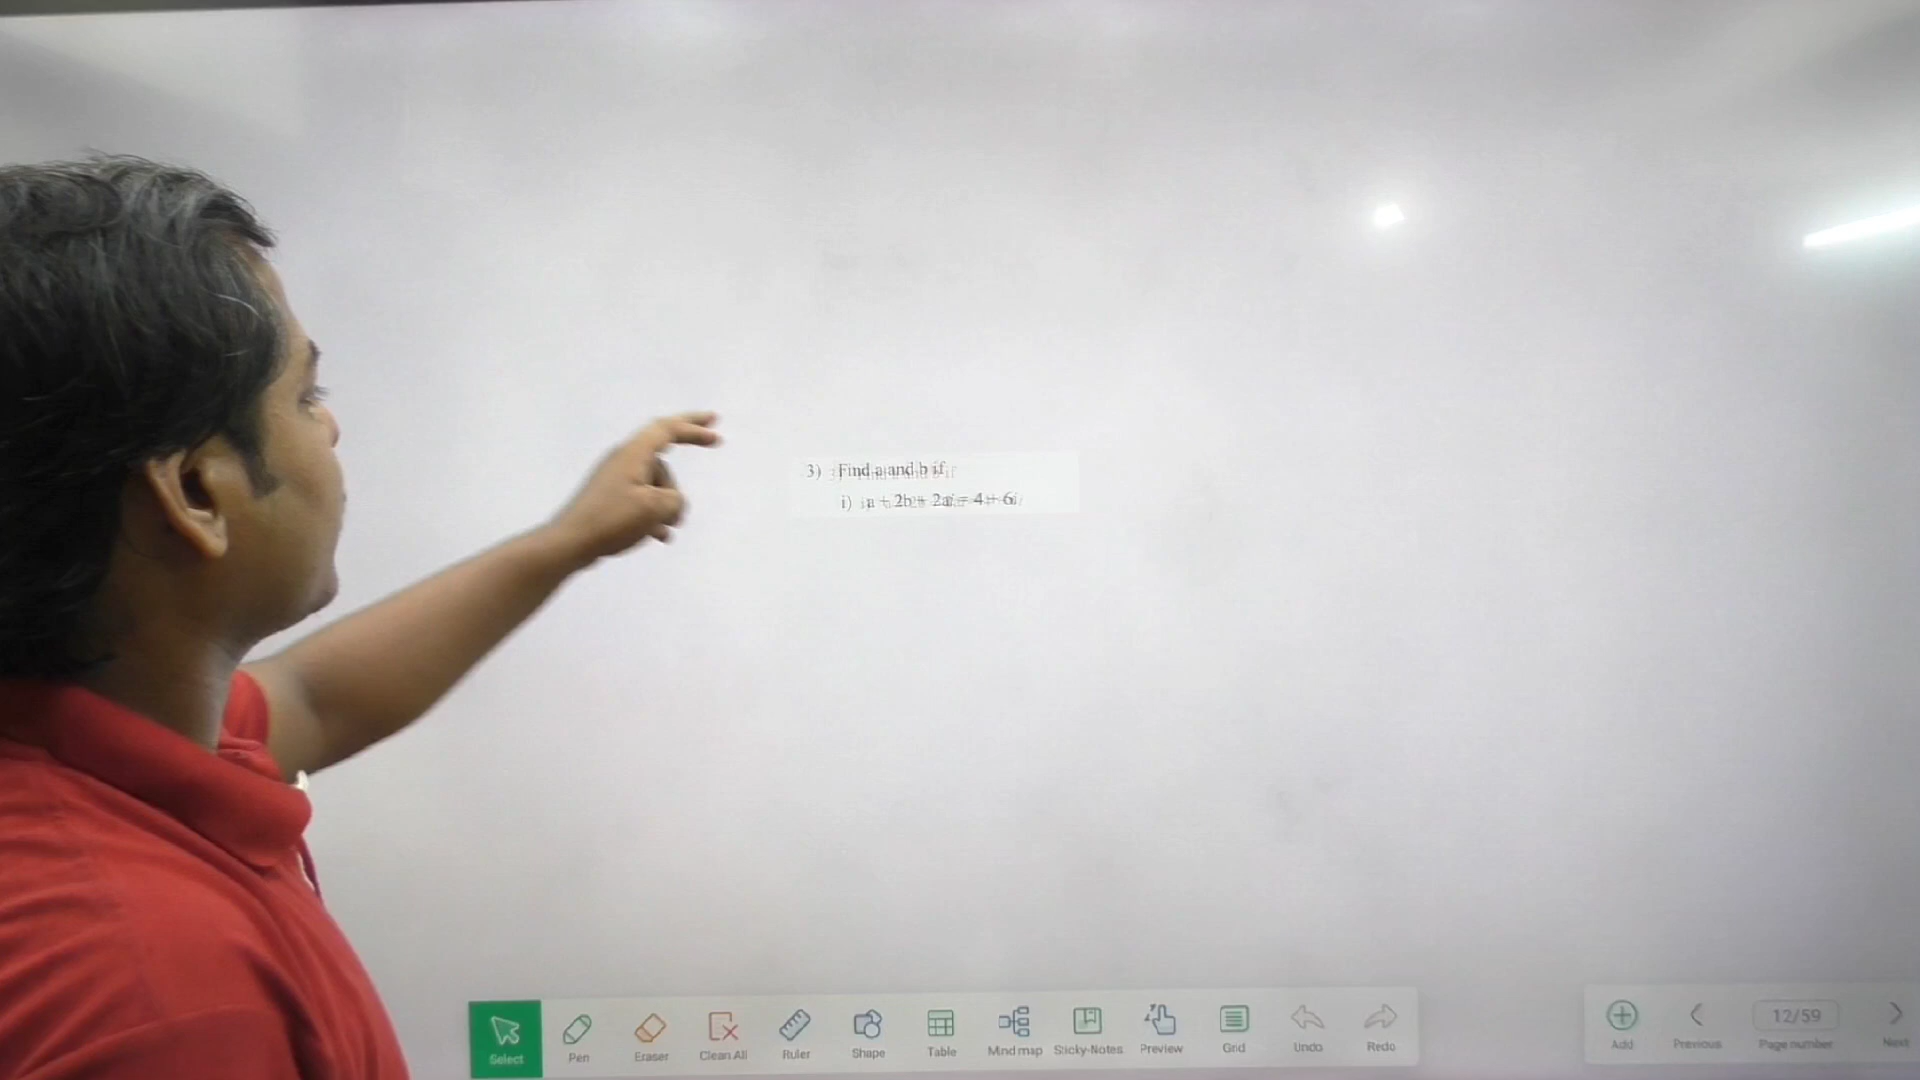 3) Find a and b if
i) a + 2b + 2ai = 4 + 6i
Select Pen Eraser Clean All Ruler Shape Table Mind map Sticky-Notes Preview Grid Undo Redo Add Previous 12/59 Page number Next